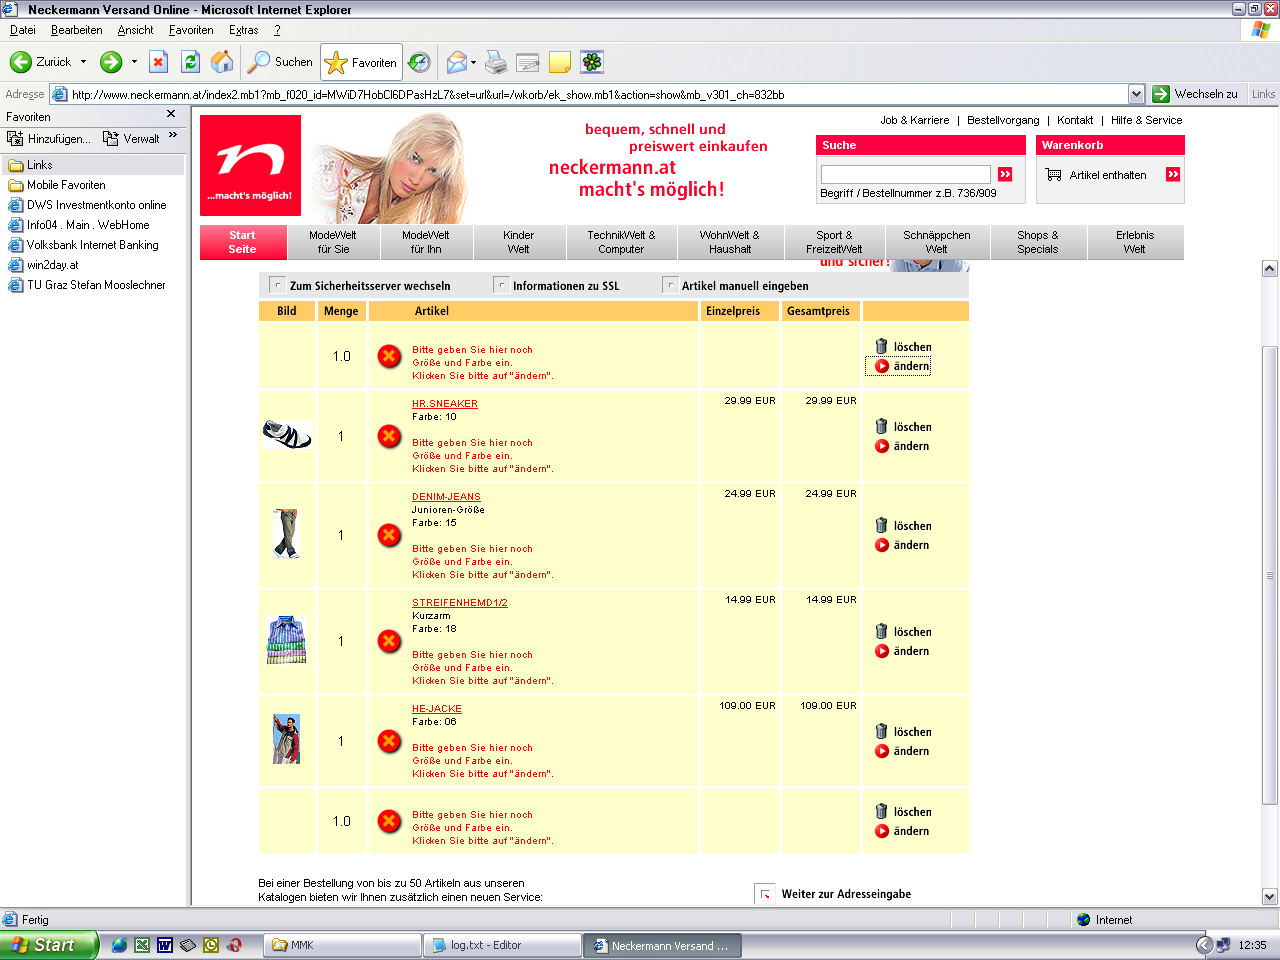 Neckermann Versand Online - Microsoft Internet Explorer
Datei Bearbeiten Ansicht Favoriten Extras ?
Zurück Suchen Favoriten
Adresse http://www.neckermann.at/index2.mb1?mb_f020_id=MWiD7HobCl6DPasHzL7&set=url&url=/wkorb/ek_show.mb1&action=show&mb_v301_ch=832bb Wechseln zu Links
Favoriten
Hinzufügen... Verwalt
Links
Mobile Favoriten
DWS Investmentkonto online
Info04 . Main . WebHome
Volksbank Internet Banking
win2day.at
TU Graz Stefan Mooslechner
n
...macht's möglich!
bequem, schnell und
preiswert einkaufen
neckermann.at
macht's möglich!
Job & Karriere | Bestellvorgang | Kontakt | Hilfe & Service
Suche
Begriff / Bestellnummer z.B. 736/909
Warenkorb
Artikel enthalten
Start Seite
ModeWelt für Sie
ModeWelt für Ihn
Kinder Welt
TechnikWelt & Computer
WohnWelt & Haushalt
Sport & FreizeitWelt
Schnäppchen Welt
Shops & Specials
Erlebnis Welt
und sicher!
Zum Sicherheitsserver wechseln Informationen zu SSL Artikel manuell eingeben
Bild Menge Artikel Einzelpreis Gesamtpreis
1.0
Bitte geben Sie hier noch
Größe und Farbe ein.
Klicken Sie bitte auf "ändern".
löschen
ändern
1
HR.SNEAKER 29.99 EUR 29.99 EUR
Farbe: 10
Bitte geben Sie hier noch
Größe und Farbe ein.
Klicken Sie bitte auf "ändern".
löschen
ändern
1
DENIM-JEANS 24.99 EUR 24.99 EUR
Junioren-Größe
Farbe: 15
Bitte geben Sie hier noch
Größe und Farbe ein.
Klicken Sie bitte auf "ändern".
löschen
ändern
1
STREIFENHEMD1/2 14.99 EUR 14.99 EUR
Kurzarm
Farbe: 18
Bitte geben Sie hier noch
Größe und Farbe ein.
Klicken Sie bitte auf "ändern".
löschen
ändern
1
HE-JACKE 109.00 EUR 109.00 EUR
Farbe: 06
Bitte geben Sie hier noch
Größe und Farbe ein.
Klicken Sie bitte auf "ändern".
löschen
ändern
1.0
Bitte geben Sie hier noch
Größe und Farbe ein.
Klicken Sie bitte auf "ändern".
löschen
ändern
Bei einer Bestellung von bis zu 50 Artikeln aus unseren
Katalogen bieten wir Ihnen zusätzlich einen neuen Service:
Weiter zur Adresseingabe
Fertig Internet
Start MMK log.txt - Editor Neckermann Versand ... 12:35